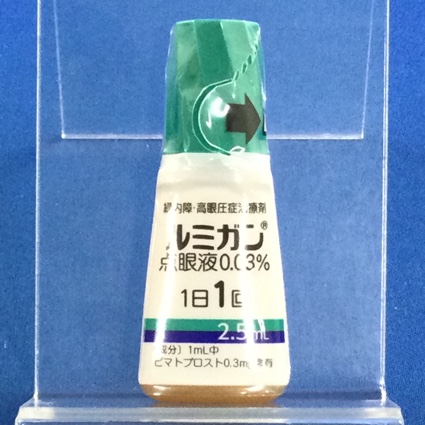 緑内障・高眼圧症治療剤
ルミガン®
点眼液0.03%
1日1回
2.5mL
成分〕1mL中
ビマトプロスト0.3mg含有